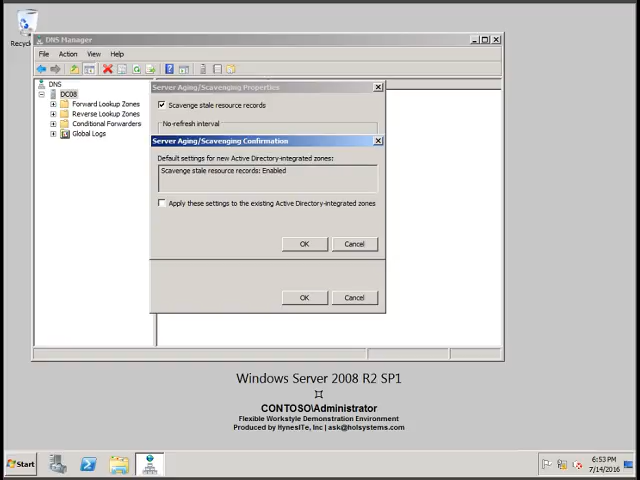 Recyc
DNS Manager
File Action View Help
DNS
DC08
Forward Lookup Zones
Reverse Lookup Zones
Conditional Forwarders
Global Logs
Server Aging/Scavenging Properties
Scavenge stale resource records
No-refresh interval
Server Aging/Scavenging Confirmation
Default settings for new Active Directory-integrated zones:
Scavenge stale resource records: Enabled
Apply these settings to the existing Active Directory-integrated zones
OK Cancel
OK Cancel
Windows Server 2008 R2 SP1
CONTOSO\Administrator
Flexible Workstyle Demonstration Environment
Produced by HynesITe, Inc | ask@holsystems.com
Start
6:53 PM
7/14/2016